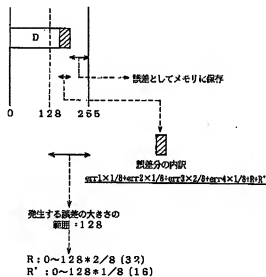 D
誤差としてメモリに保存
0 128 265
誤差分の内訳
err1×1/8+err2×1/8+err3×2/8+err4×1/8+R+R'
発生する誤差の大きさの
範囲:128
R:0~128*2/8 (32)
R':0~128*1/8 (16)